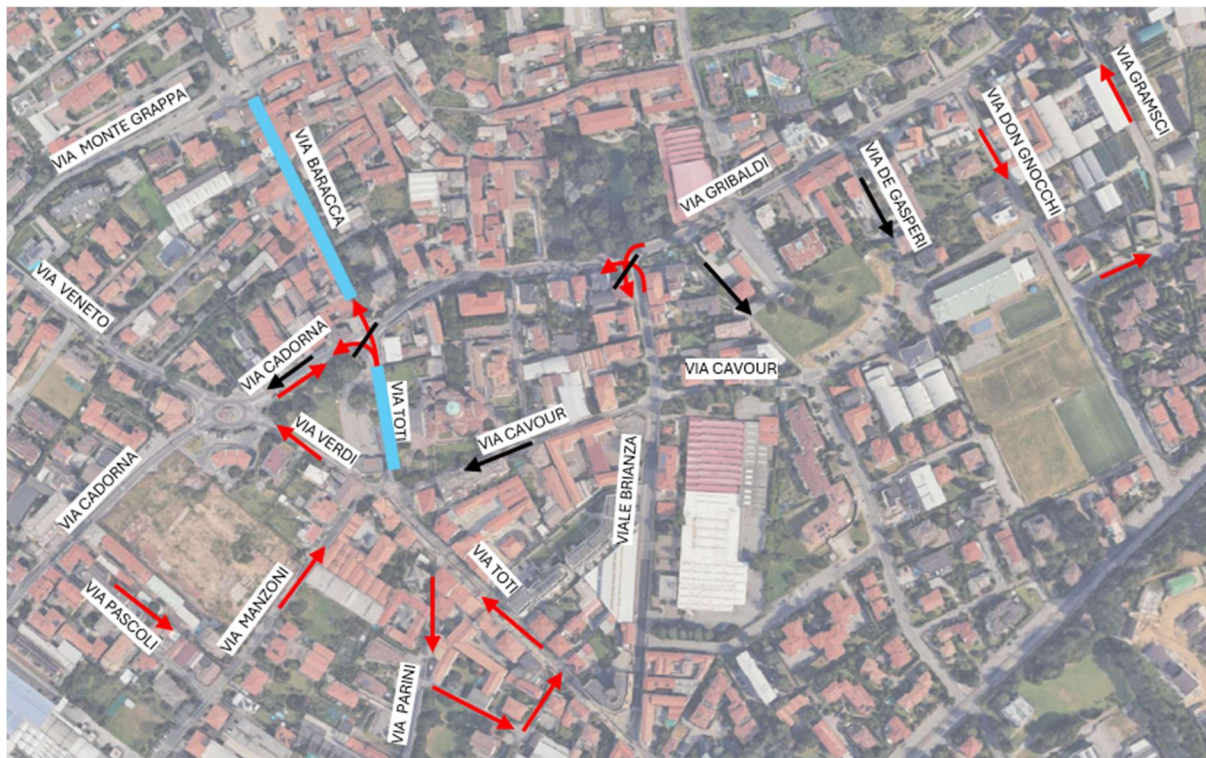 VIA MONTE GRAPPA
VIA BARACCA
VIA GRIBALDI
VIA DE GASPERI
VIA DON GNOCCHI
VIA GRAMSCI
VIA VENETO
VIA CADORNA
VIA TOTI
VIA CAVOUR
VIA VERDI
VIA CAVOUR
VIA CADORNA
VIALE BRIANZA
VIA PASCOLI
VIA MANZONI
VIA TOTI
VIA PARINI